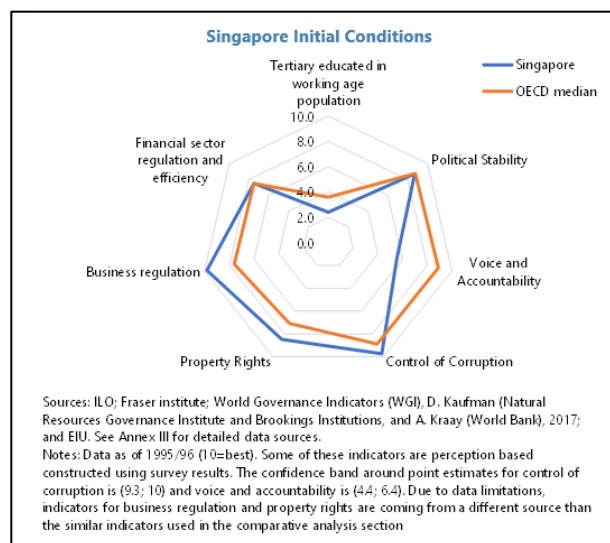 Singapore Initial Conditions
Tertiary educated in
working age
population
Singapore
OECD median
10.0
8.0
6.0
4.0
2.0
0.0
Financial sector
regulation and
efficiency
Political Stability
Business regulation
Voice and
Accountability
Property Rights
Control of Corruption
Sources: ILO; Fraser institute; World Governance Indicators (WGI), D. Kaufman (Natural
Resources Governance Institute and Brookings Institutions, and A. Kraay (World Bank), 2017;
and EIU. See Annex III for detailed data sources.
Notes: Data as of 1995/96 (10=best). Some of these indicators are perception based
constructed using survey results. The confidence band around point estimates for control of
corruption is (9.3; 10) and voice and accountability is (4.4; 6.4). Due to data limitations,
indicators for business regulation and property rights are coming from a different source than
the similar indicators used in the comparative analysis section